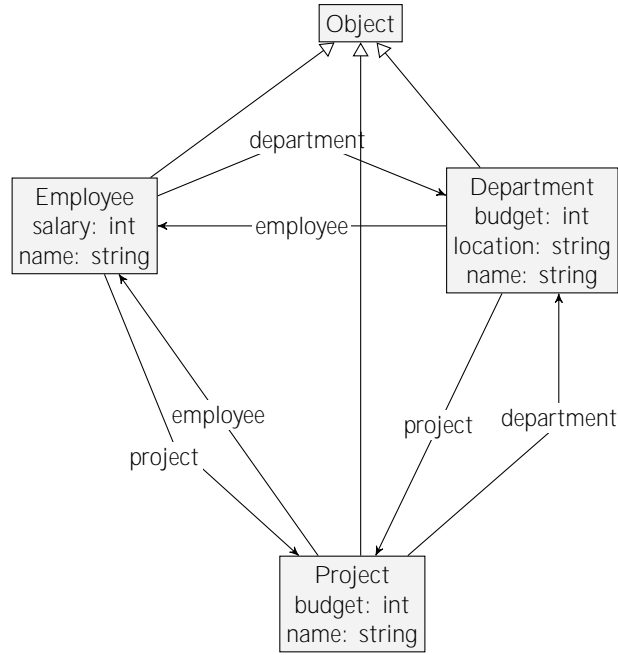 Object
department
Employee
salary: int
name: string
Department
budget: int
location: string
name: string
employee
employee
project
project
department
Project
budget: int
name: string